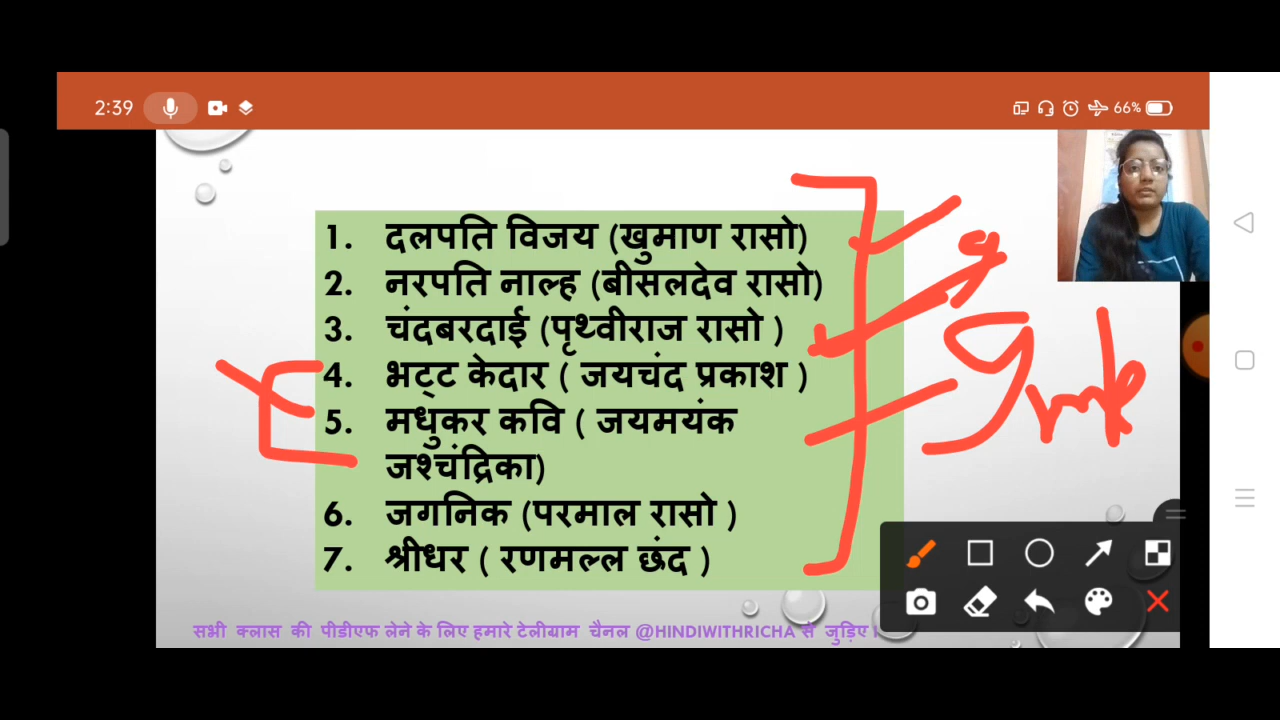 2:39
66%
1. दलपति विजय (खुमाण रासो)
2. नरपति नाल्ह (बीसलदेव रासो)
3. चंदबरदाई (पृथ्वीराज रासो )
4. भट्ट केदार ( जयचंद प्रकाश )
5. मधुकर कवि ( जयमयंक
जश्चंद्रिका)
6. जगनिक (परमाल रासो )
7. श्रीधर ( रणमल्ल छंद )
सभी क्लास की पीडीएफ लेने के लिए हमारे टेलीग्राम चैनल @HINDIWITHRICHA से जुड़िए